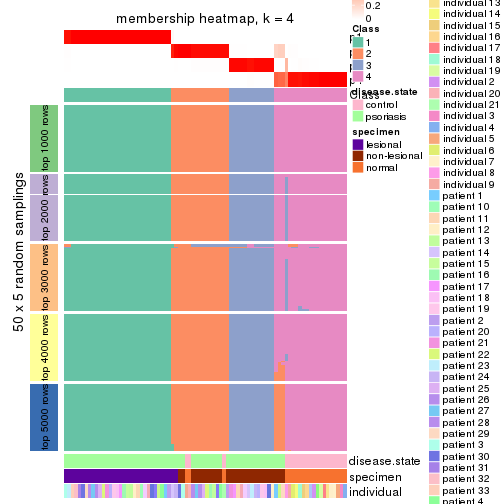 membership heatmap, k = 4
50 x 5 random samplings
top 1000 rows
top 2000 rows
top 3000 rows
top 4000 rows
top 5000 rows
Class
disease.state
specimen
individual
0.2
0
Class
1
2
3
4
disease.state
control
psoriasis
specimen
lesional
non-lesional
normal
individual 13
individual 14
individual 15
individual 16
individual 17
individual 18
individual 19
individual 2
individual 20
individual 21
individual 3
individual 4
individual 5
individual 6
individual 7
individual 8
individual 9
patient 1
patient 10
patient 11
patient 12
patient 13
patient 14
patient 15
patient 16
patient 17
patient 18
patient 19
patient 2
patient 20
patient 21
patient 22
patient 23
patient 24
patient 25
patient 26
patient 27
patient 28
patient 29
patient 3
patient 30
patient 31
patient 32
patient 33
patient 4